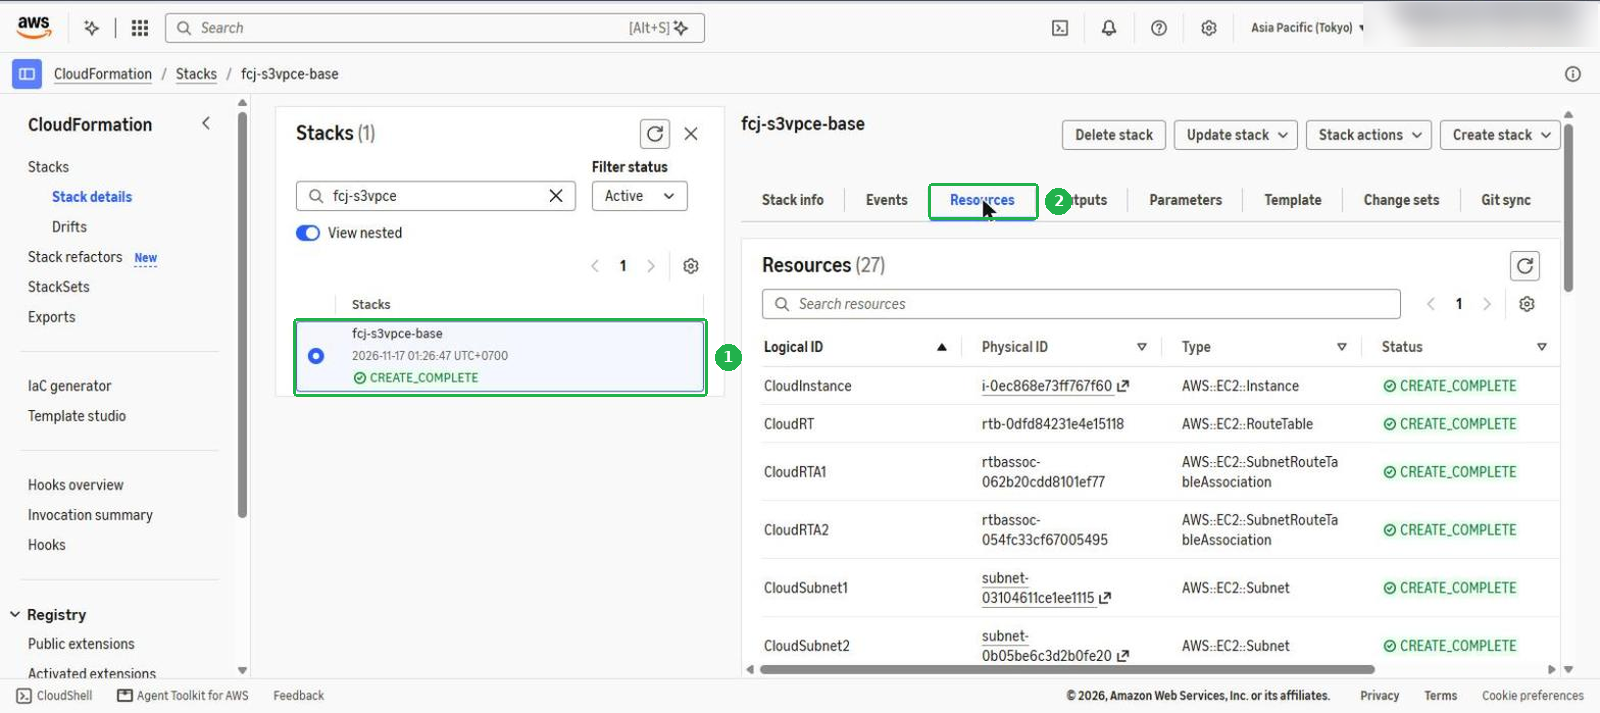 aws
Search
[Alt+S]
Asia Pacific (Tokyo)
CloudFormation / Stacks / fcj-s3vpce-base
CloudFormation
Stacks
Stack details
Drifts
Stack refactors New
StackSets
Exports
IaC generator
Template studio
Hooks overview
Invocation summary
Hooks
Registry
Public extensions
Activated extensions
Stacks (1)
Filter status
fcj-s3vpce
Active
View nested
1
Stacks
fcj-s3vpce-base
2026-11-17 01:26:47 UTC+0700
CREATE_COMPLETE
1
fcj-s3vpce-base
Delete stack
Update stack
Stack actions
Create stack
Stack info
Events
Resources
2
tputs
Parameters
Template
Change sets
Git sync
Resources (27)
Search resources
1
Logical ID Physical ID Type Status
CloudInstance i-0ec868e73ff767f60 AWS::EC2::Instance CREATE_COMPLETE
CloudRT rtb-0dfd84231e4e15118 AWS::EC2::RouteTable CREATE_COMPLETE
CloudRTA1 rtbassoc-
062b20cdd8101ef77 AWS::EC2::SubnetRouteTa
bleAssociation CREATE_COMPLETE
CloudRTA2 rtbassoc-
054fc33cf67005495 AWS::EC2::SubnetRouteTa
bleAssociation CREATE_COMPLETE
CloudSubnet1 subnet-
03104611ce1ee1115 AWS::EC2::Subnet CREATE_COMPLETE
CloudSubnet2 subnet-
0b05be6c3d2b0fe20 AWS::EC2::Subnet CREATE_COMPLETE
CloudShell
Agent Toolkit for AWS
Feedback
© 2026, Amazon Web Services, Inc. or its affiliates.
Privacy
Terms
Cookie preferences